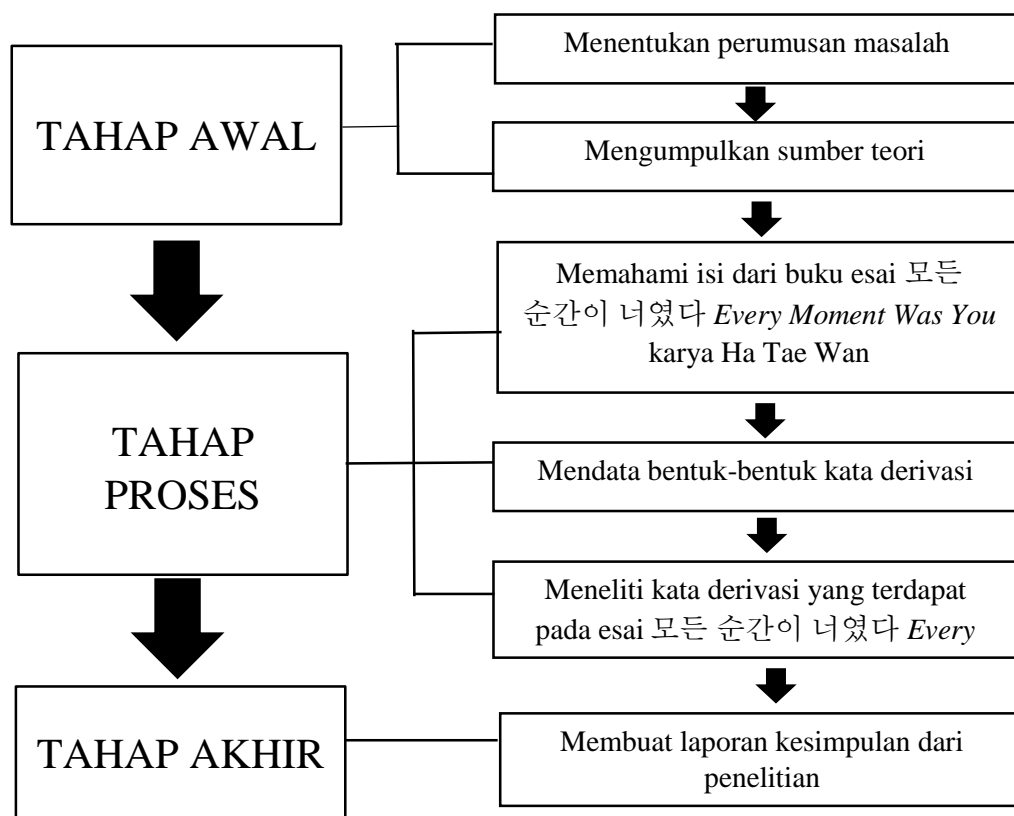 TAHAP AWAL
Menentukan perumusan masalah
Mengumpulkan sumber teori
TAHAP
PROSES
Memahami isi dari buku esai 모든
순간이 너였다 Every Moment Was You
karya Ha Tae Wan
Mendata bentuk-bentuk kata derivasi
Meneliti kata derivasi yang terdapat
pada esai 모든 순간이 너였다 Every
TAHAP AKHIR
Membuat laporan kesimpulan dari
penelitian